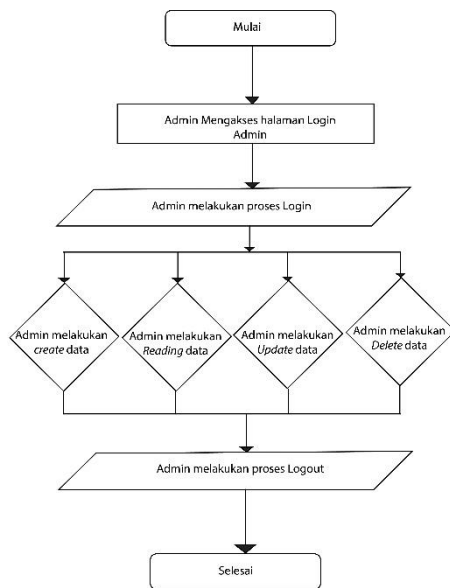 Mulai
Admin Mengakses halaman Login
Admin
Admin melakukan proses Login
Admin melakukan
create data
Admin melakukan
Reading data
Admin melakukan
Update data
Admin melakukan
Delete data
Admin melakukan proses Logout
Selesai